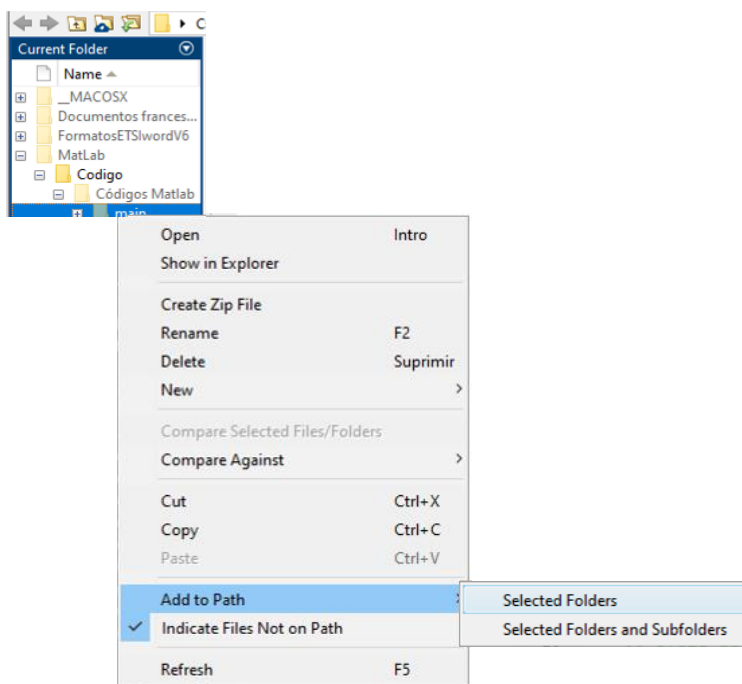 C
Current Folder
Name
__MACOSX
Documentos frances...
FormatosETSIwordV6
MatLab
Codigo
Códigos Matlab
main
Open Intro
Show in Explorer
Create Zip File
Rename F2
Delete Suprimir
New
Compare Selected Files/Folders
Compare Against
Cut Ctrl+X
Copy Ctrl+C
Paste Ctrl+V
Add to Path
Selected Folders
Indicate Files Not on Path
Selected Folders and Subfolders
Refresh F5